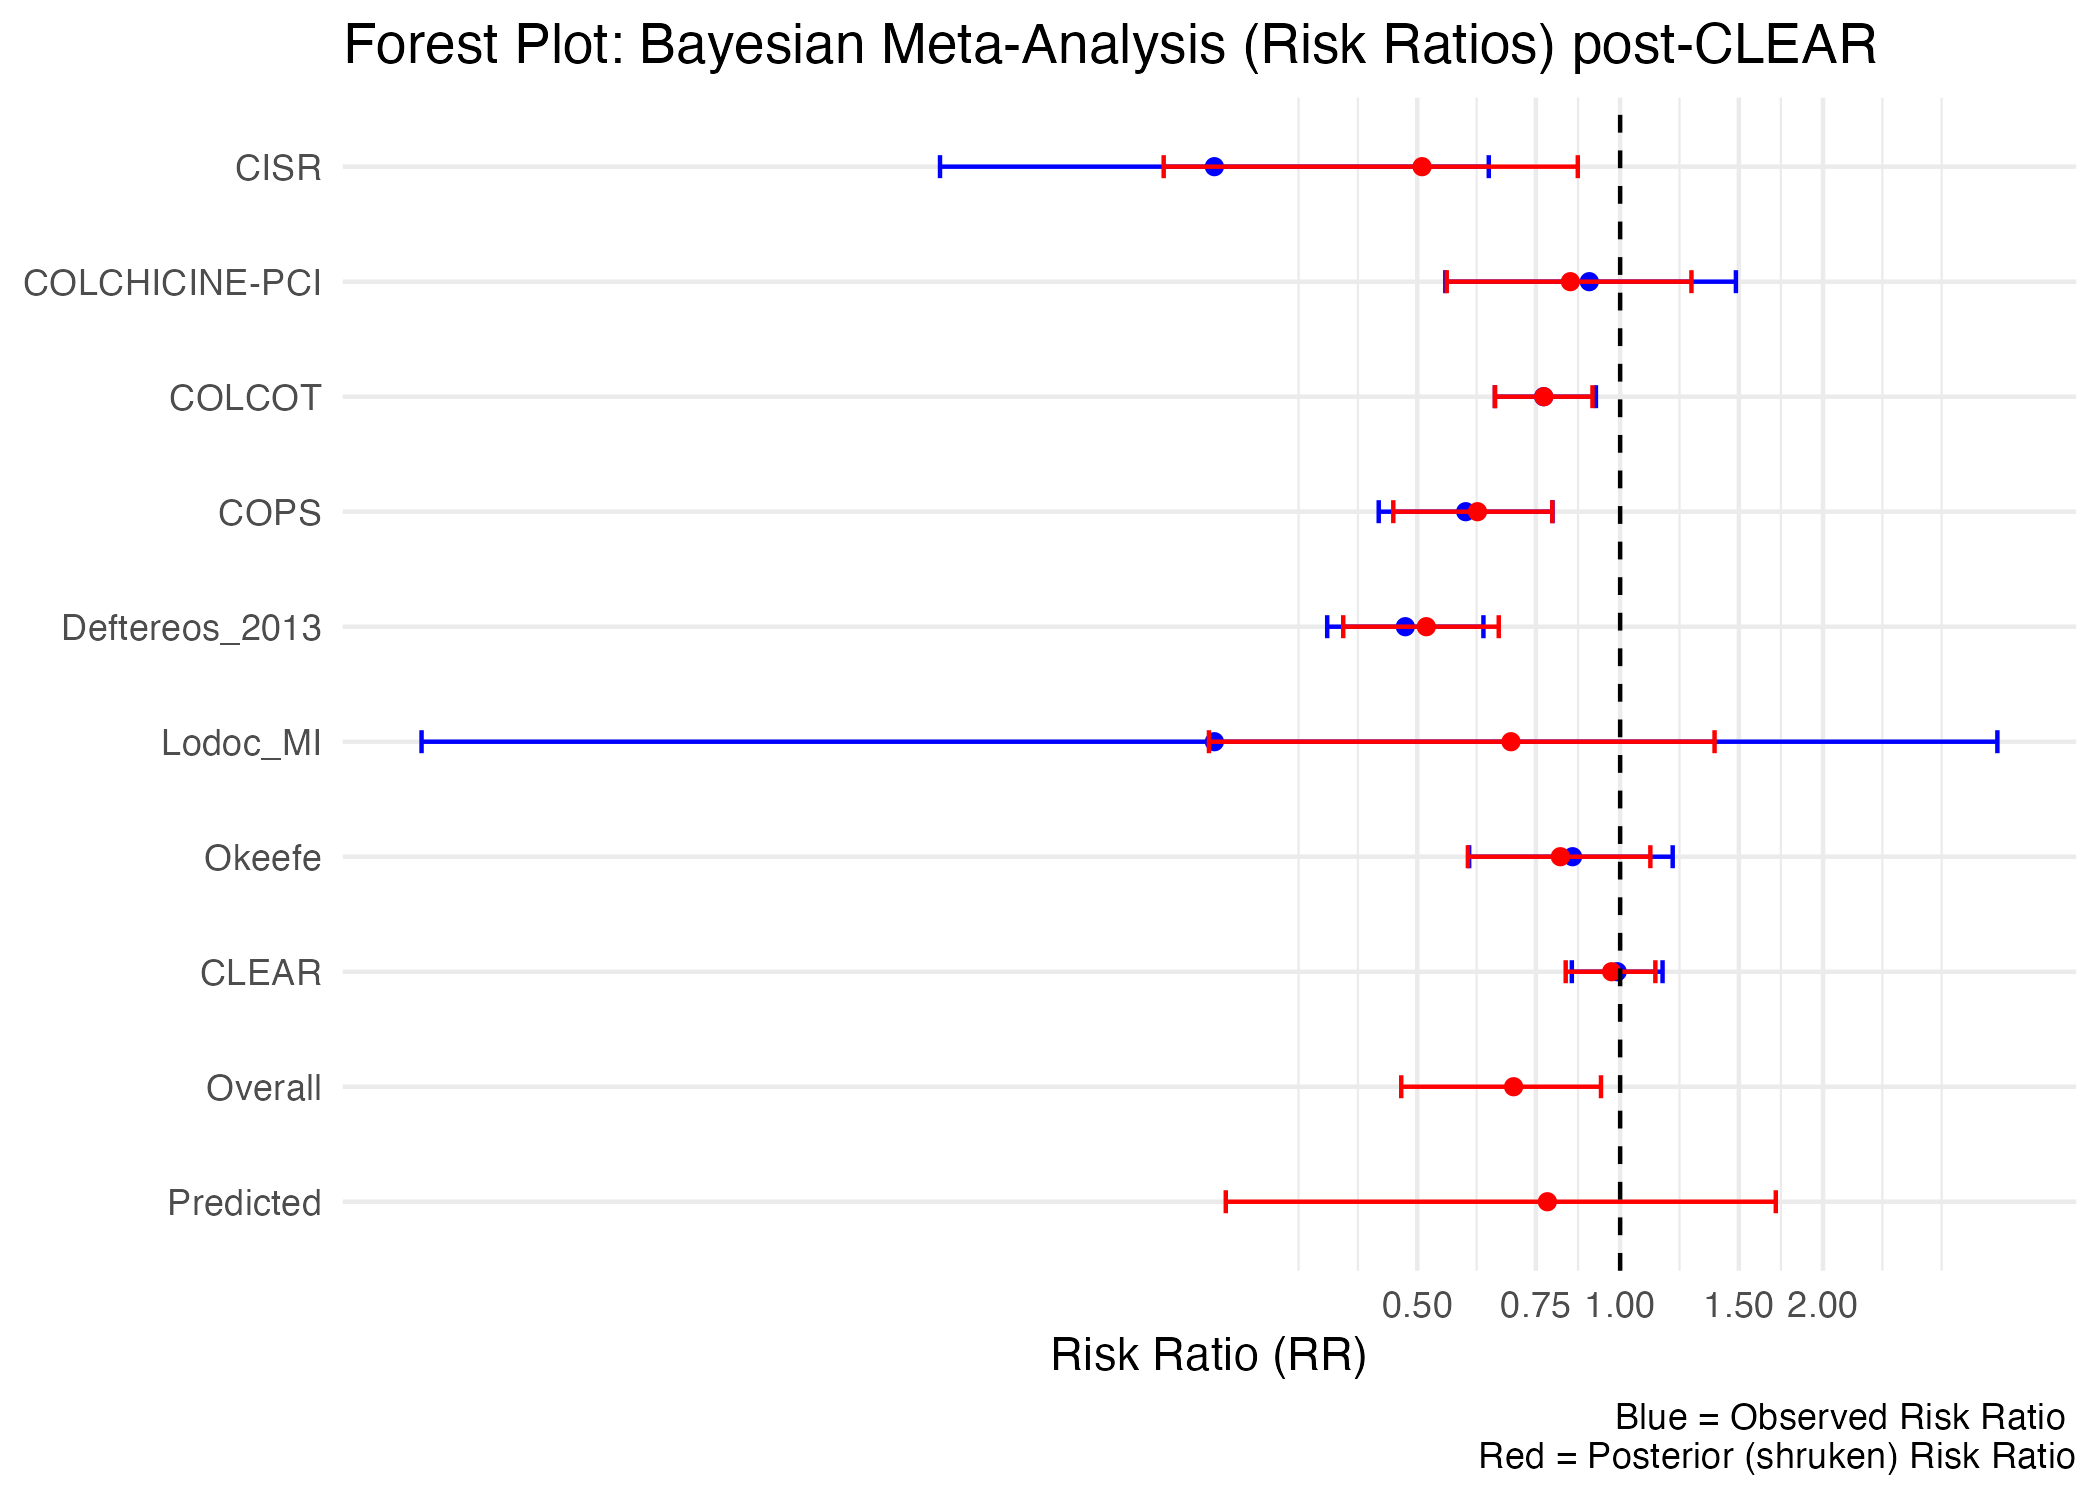 Forest Plot: Bayesian Meta-Analysis (Risk Ratios) post-CLEAR
CISR
COLCHICINE-PCI
COLCOT
COPS
Deftereos_2013
Lodoc_MI
Okeefe
CLEAR
Overall
Predicted
0.50 0.75 1.00 1.50 2.00
Risk Ratio (RR)
Blue = Observed Risk Ratio
Red = Posterior (shruken) Risk Ratio